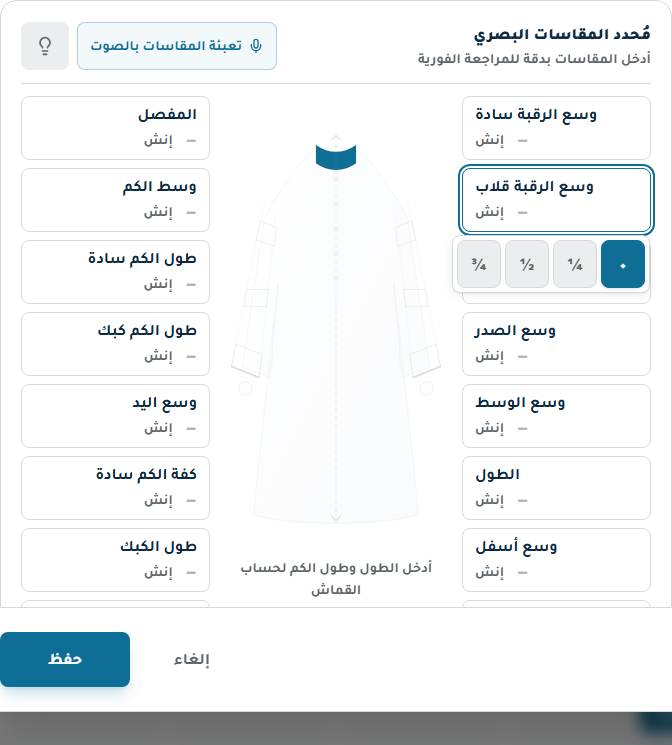 مُحدد المقاسات البصري
أدخل المقاسات بدقة للمراجعة الفورية
تعبئة المقاسات بالصوت
وسع الرقبة سادة
— إنش
وسع الرقبة قلاب
— إنش
٠ ¼ ½ ¾
وسع الصدر
— إنش
وسع الوسط
— إنش
الطول
— إنش
وسع أسفل
— إنش
المفصل
— إنش
وسط الكم
— إنش
طول الكم سادة
— إنش
طول الكم كبك
— إنش
وسع اليد
— إنش
كفة الكم سادة
— إنش
طول الكبك
— إنش
أدخل الطول وطول الكم لحساب
القماش
إلغاء
حفظ